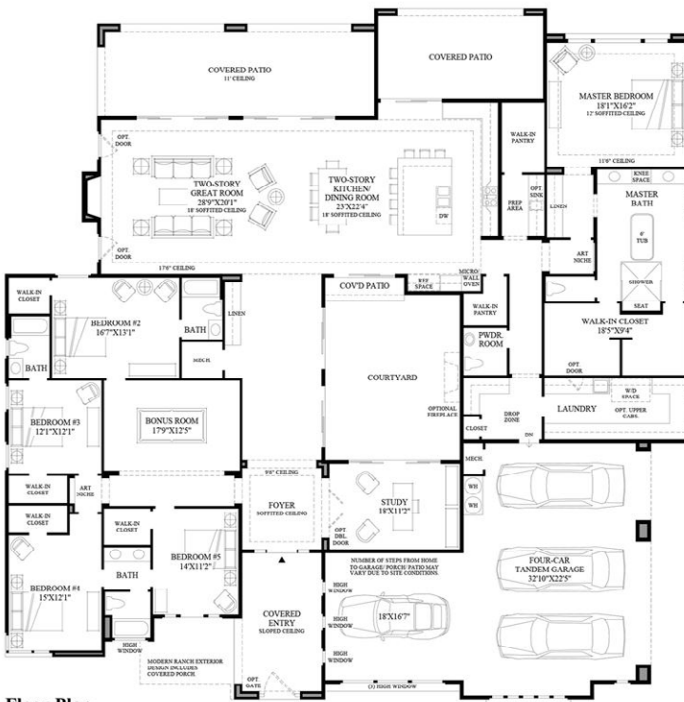 COVERED PATIO
11' CEILING
COVERED PATIO
MASTER BEDROOM
18'1"X16'2"
12' SOFFITED CEILING
11'6" CEILING
OPT.
DOOR
TWO-STORY
GREAT ROOM
28'9"X20'1"
18' SOFFITED CEILING
TWO-STORY
KITCHEN/
DINING ROOM
23'X22'4"
18' SOFFITED CEILING
DW
WALK-IN
PANTRY
PREP
AREA
OPT.
SINK
LINEN
KNEE
SPACE
MASTER
BATH
6'
TUB
ART
NICHE
SHOWER
SEAT
OPT.
DOOR
17'6" CEILING
MICRO/
WALL
OVEN
REF.
SPACE
COV'D PATIO
WALK-IN
CLOSET
BEDROOM #2
16'7"X13'1"
BATH
LINEN
MECH.
BATH
WALK-IN
PANTRY
PWDR.
ROOM
WALK-IN CLOSET
18'5"X9'4"
OPT.
DOOR
COURTYARD
OPTIONAL
FIREPLACE
W/D
SPACE
LAUNDRY
OPT. UPPER
CABS.
DROP
ZONE
CLOSET
DN
BEDROOM #3
12'1"X12'1"
BONUS ROOM
17'9"X12'5"
9'6" CEILING
MECH.
WH
WH
WALK-IN
CLOSET
ART
NICHE
FOYER
SOFFITED CEILING
STUDY
OPT.
DBL.
DOOR
WALK-IN
CLOSET
WALK-IN
CLOSET
BEDROOM #5
14'X11'2"
BATH
BEDROOM #4
15'X12'1"
HIGH
WINDOW
COVERED
ENTRY
SLOPED CEILING
OPT.
GATE
NUMBER OF STEPS FROM HOME
TO GARAGE/ PORCH/ PATIO MAY
VARY DUE TO SITE CONDITIONS.
HIGH
WINDOW
HIGH
WINDOW
HIGH
WINDOW
18'X16'7"
FOUR-CAR
TANDEM GARAGE
32'10"X22'5"
(3) HIGH WINDOW
MODERN RANCH EXTERIOR
DESIGN INCLUDES
COVERED PORCH.
Floor Plan